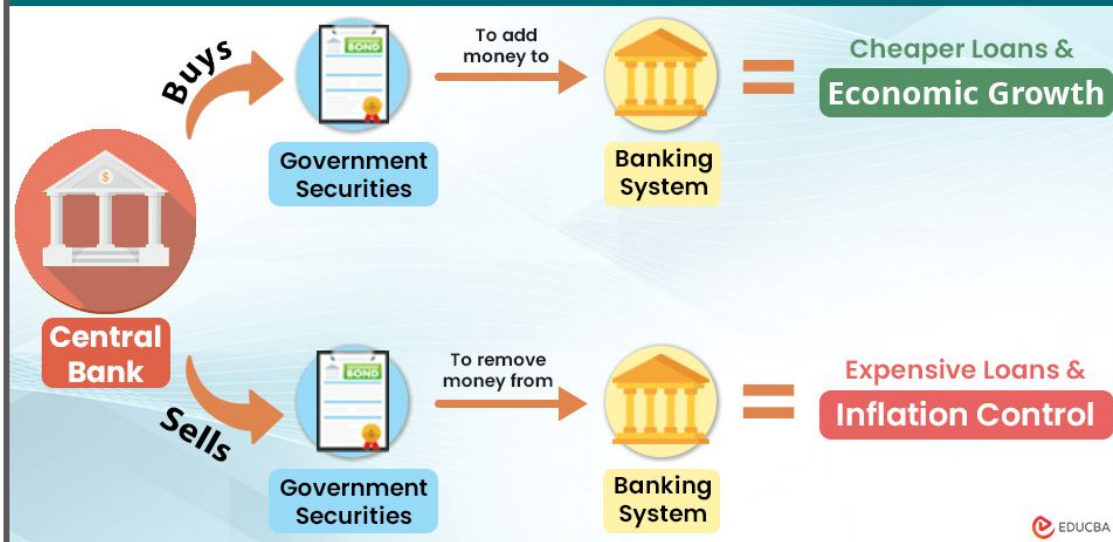 Buys
BOND
Government
Securities
To add
money to
Banking
System
Cheaper Loans &
Economic Growth
$
Central
Bank
Sells
BOND
Government
Securities
To remove
money from
Banking
System
Expensive Loans &
Inflation Control
EDUCBA